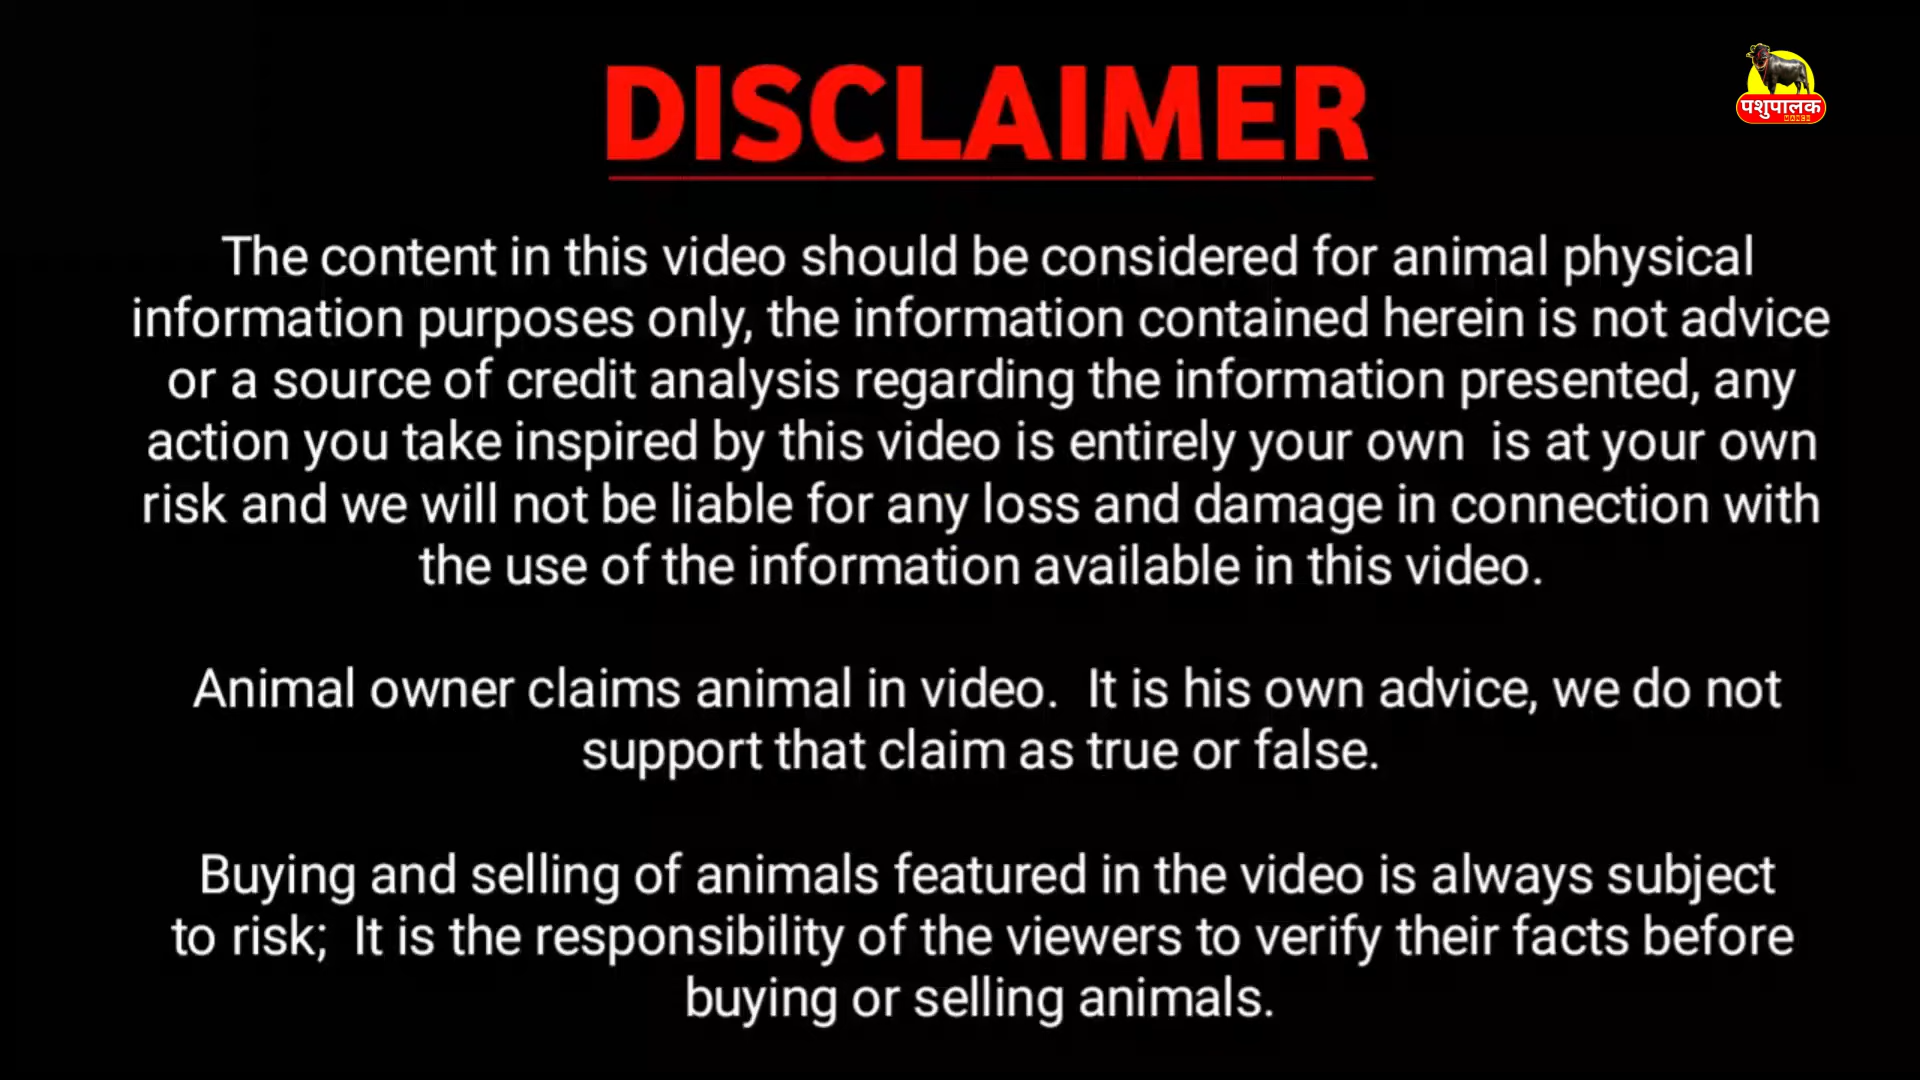 DISCLAIMER
पशुपालक
The content in this video should be considered for animal physical
information purposes only, the information contained herein is not advice
or a source of credit analysis regarding the information presented, any
action you take inspired by this video is entirely your own  is at your own
risk and we will not be liable for any loss and damage in connection with
the use of the information available in this video.
Animal owner claims animal in video.  It is his own advice, we do not
support that claim as true or false.
Buying and selling of animals featured in the video is always subject
to risk;  It is the responsibility of the viewers to verify their facts before
buying or selling animals.